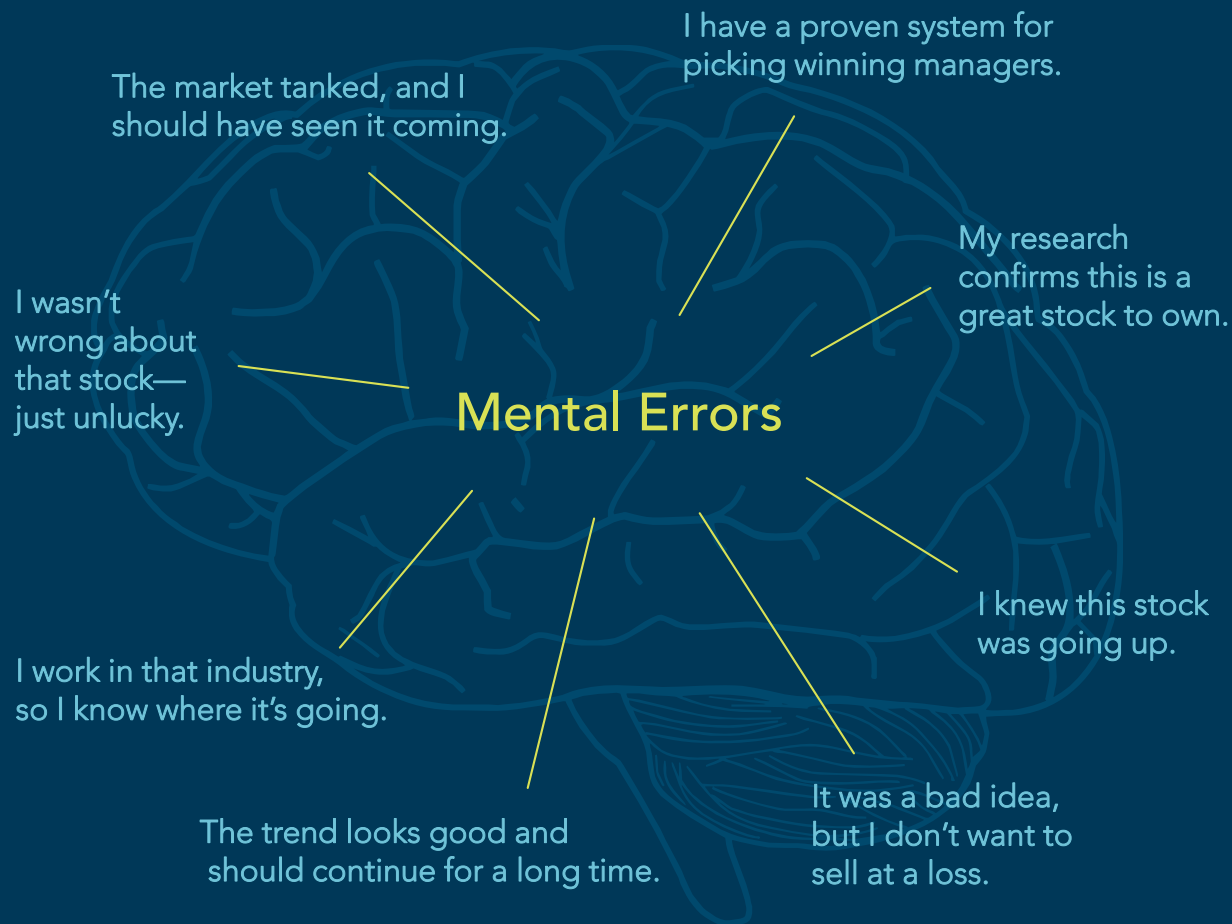 I have a proven system for
picking winning managers.
The market tanked, and I
should have seen it coming.
My research
confirms this is a
great stock to own.
I wasn’t
wrong about
that stock—
just unlucky.
Mental Errors
I knew this stock
was going up.
I work in that industry,
so I know where it’s going.
It was a bad idea,
but I don’t want to
sell at a loss.
The trend looks good and
should continue for a long time.